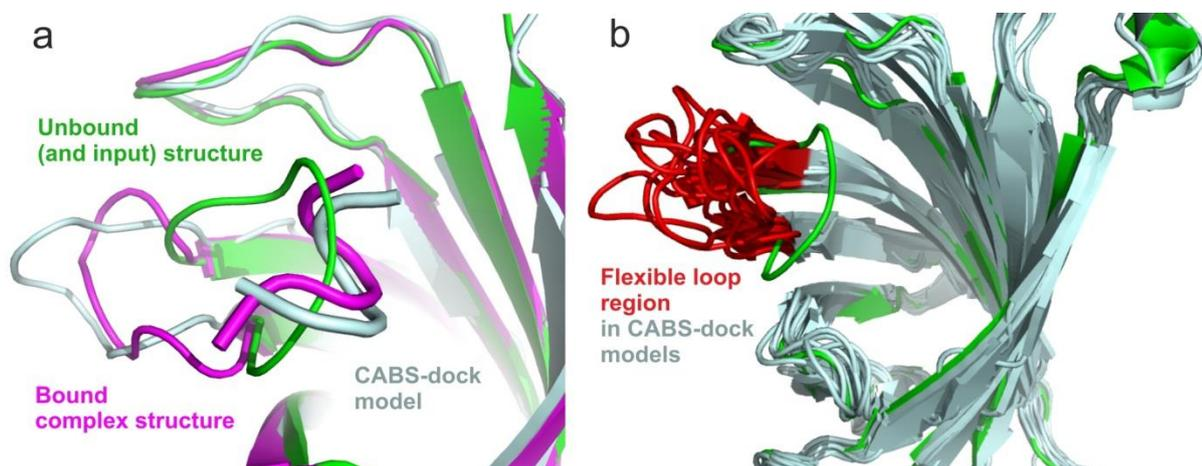 a
Unbound
(and input) structure
Bound
complex structure
CABS-dock
model
b
Flexible loop
region
in CABS-dock
models